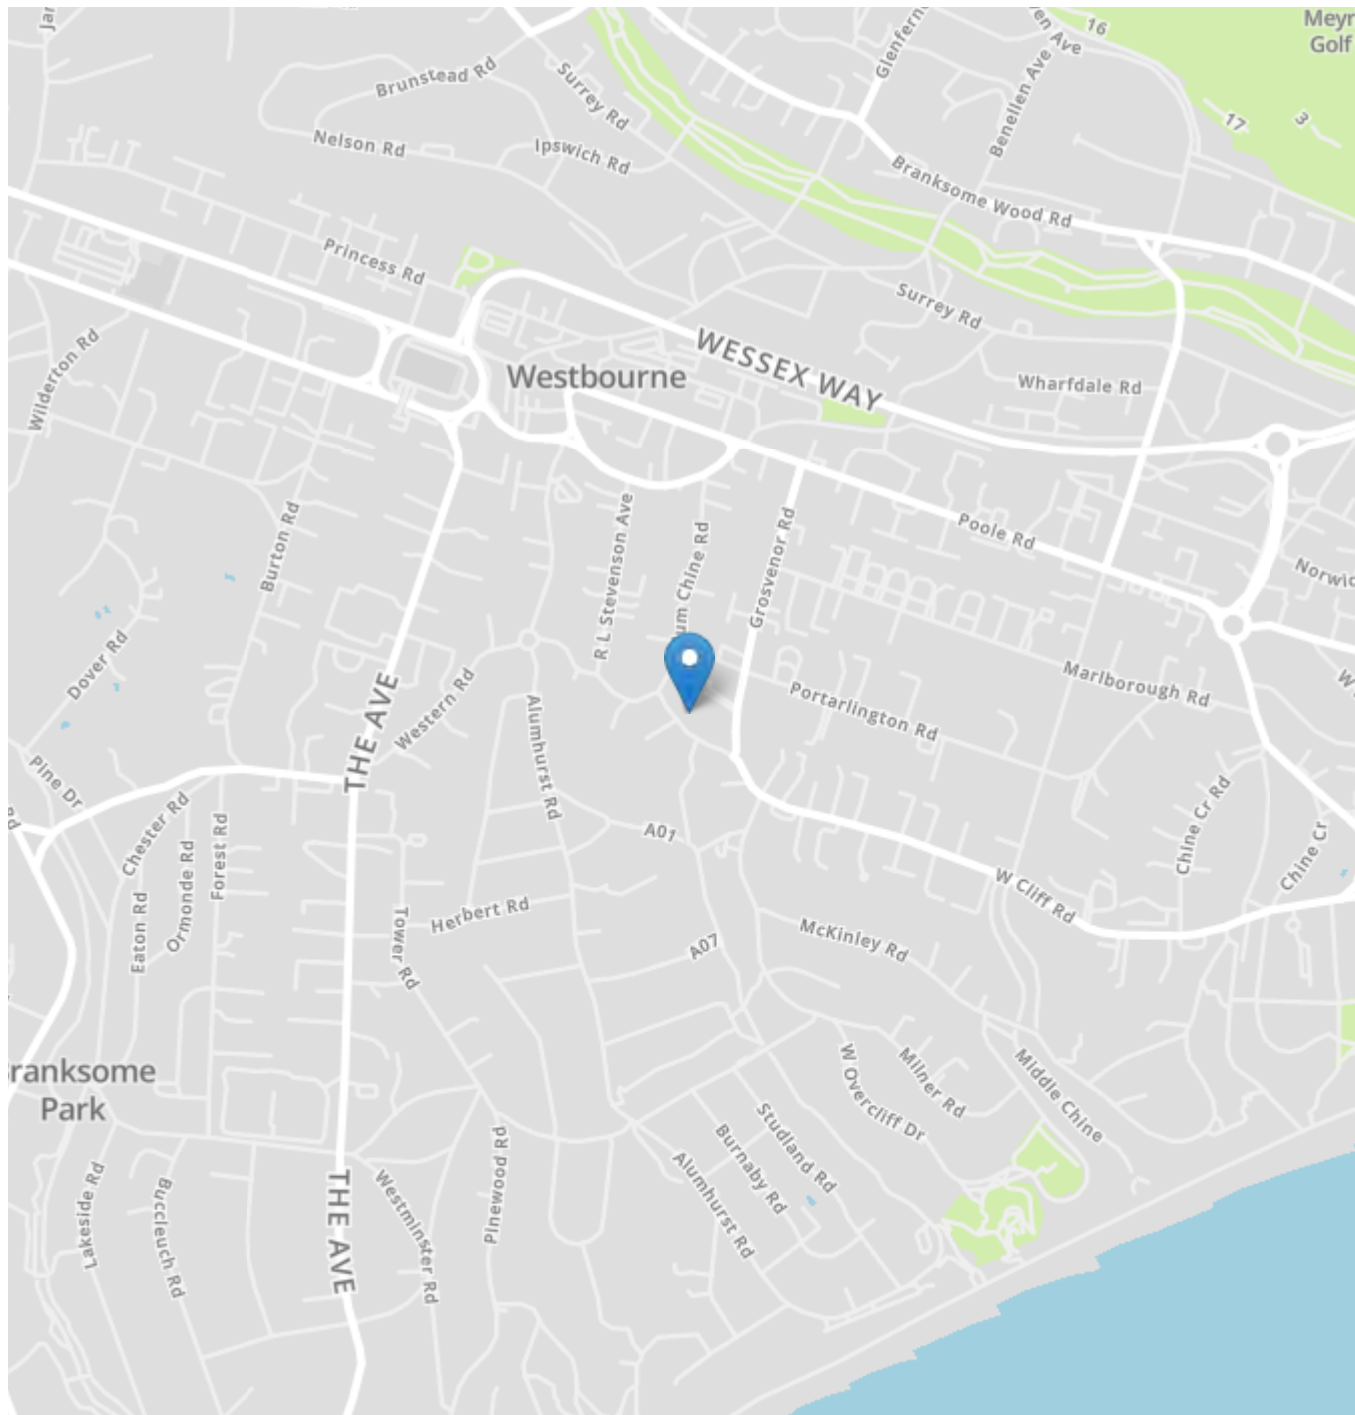 16
Meyr
Golf
Glenfern
en Ave
Benellen Ave
Brunstead Rd
Surrey Rd
17
3
Nelson Rd
Ipswich Rd
Branksome Wood Rd
Princess Rd
Surrey Rd
Wilderton Rd
WESSEX WAY
Westbourne
Wharfdale Rd
Burton Rd
R L Stevenson Ave
um Chine Rd
Grosvenor Rd
Poole Rd
Norwic
Dover Rd
THE AVE
Western Rd
Alumhurst Rd
Portarlington Rd
Marlborough Rd
W
Pine Dr
Rd
Chester Rd
Ormonde Rd
Forest Rd
Eaton Rd
A01
Chine Cr Rd
Chine Cr
W Cliff Rd
Tower Rd
Herbert Rd
A07
McKinley Rd
ranksome
Park
W Overcliff Dr
Milner Rd
Middle Chine
Studland Rd
Burnaby Rd
Alumhurst Rd
Pinewood Rd
Westminster Rd
THE AVE
Buccleuch Rd
Lakeside Rd